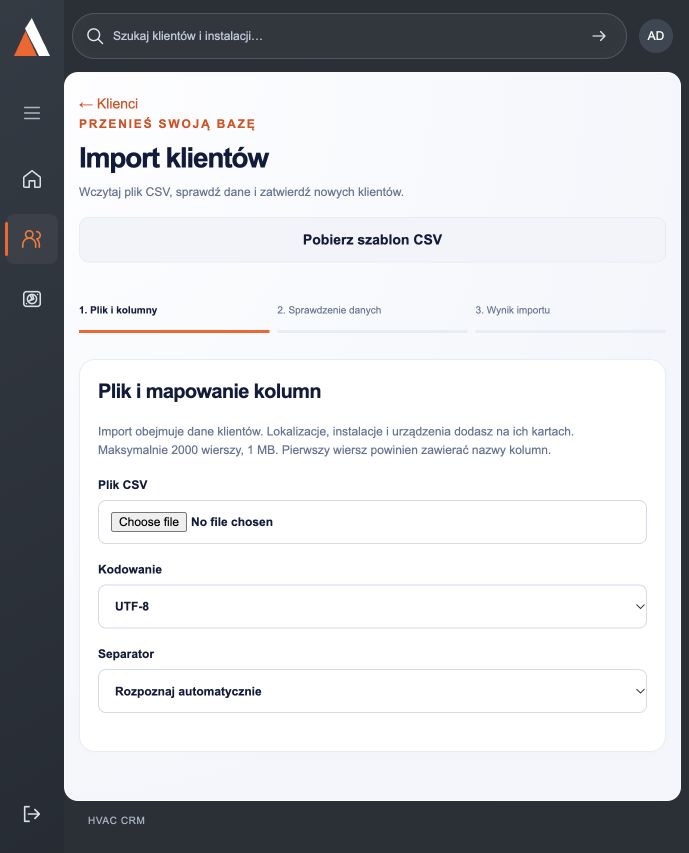 Szukaj klientów i instalacji...
AD
← Klienci
PRZENIEŚ SWOJĄ BAZĘ
Import klientów
Wczytaj plik CSV, sprawdź dane i zatwierdź nowych klientów.
Pobierz szablon CSV
1. Plik i kolumny
2. Sprawdzenie danych
3. Wynik importu
Plik i mapowanie kolumn
Import obejmuje dane klientów. Lokalizacje, instalacje i urządzenia dodasz na ich kartach.
Maksymalnie 2000 wierszy, 1 MB. Pierwszy wiersz powinien zawierać nazwy kolumn.
Plik CSV
Choose file No file chosen
Kodowanie
UTF-8
Separator
Rozpoznaj automatycznie
HVAC CRM